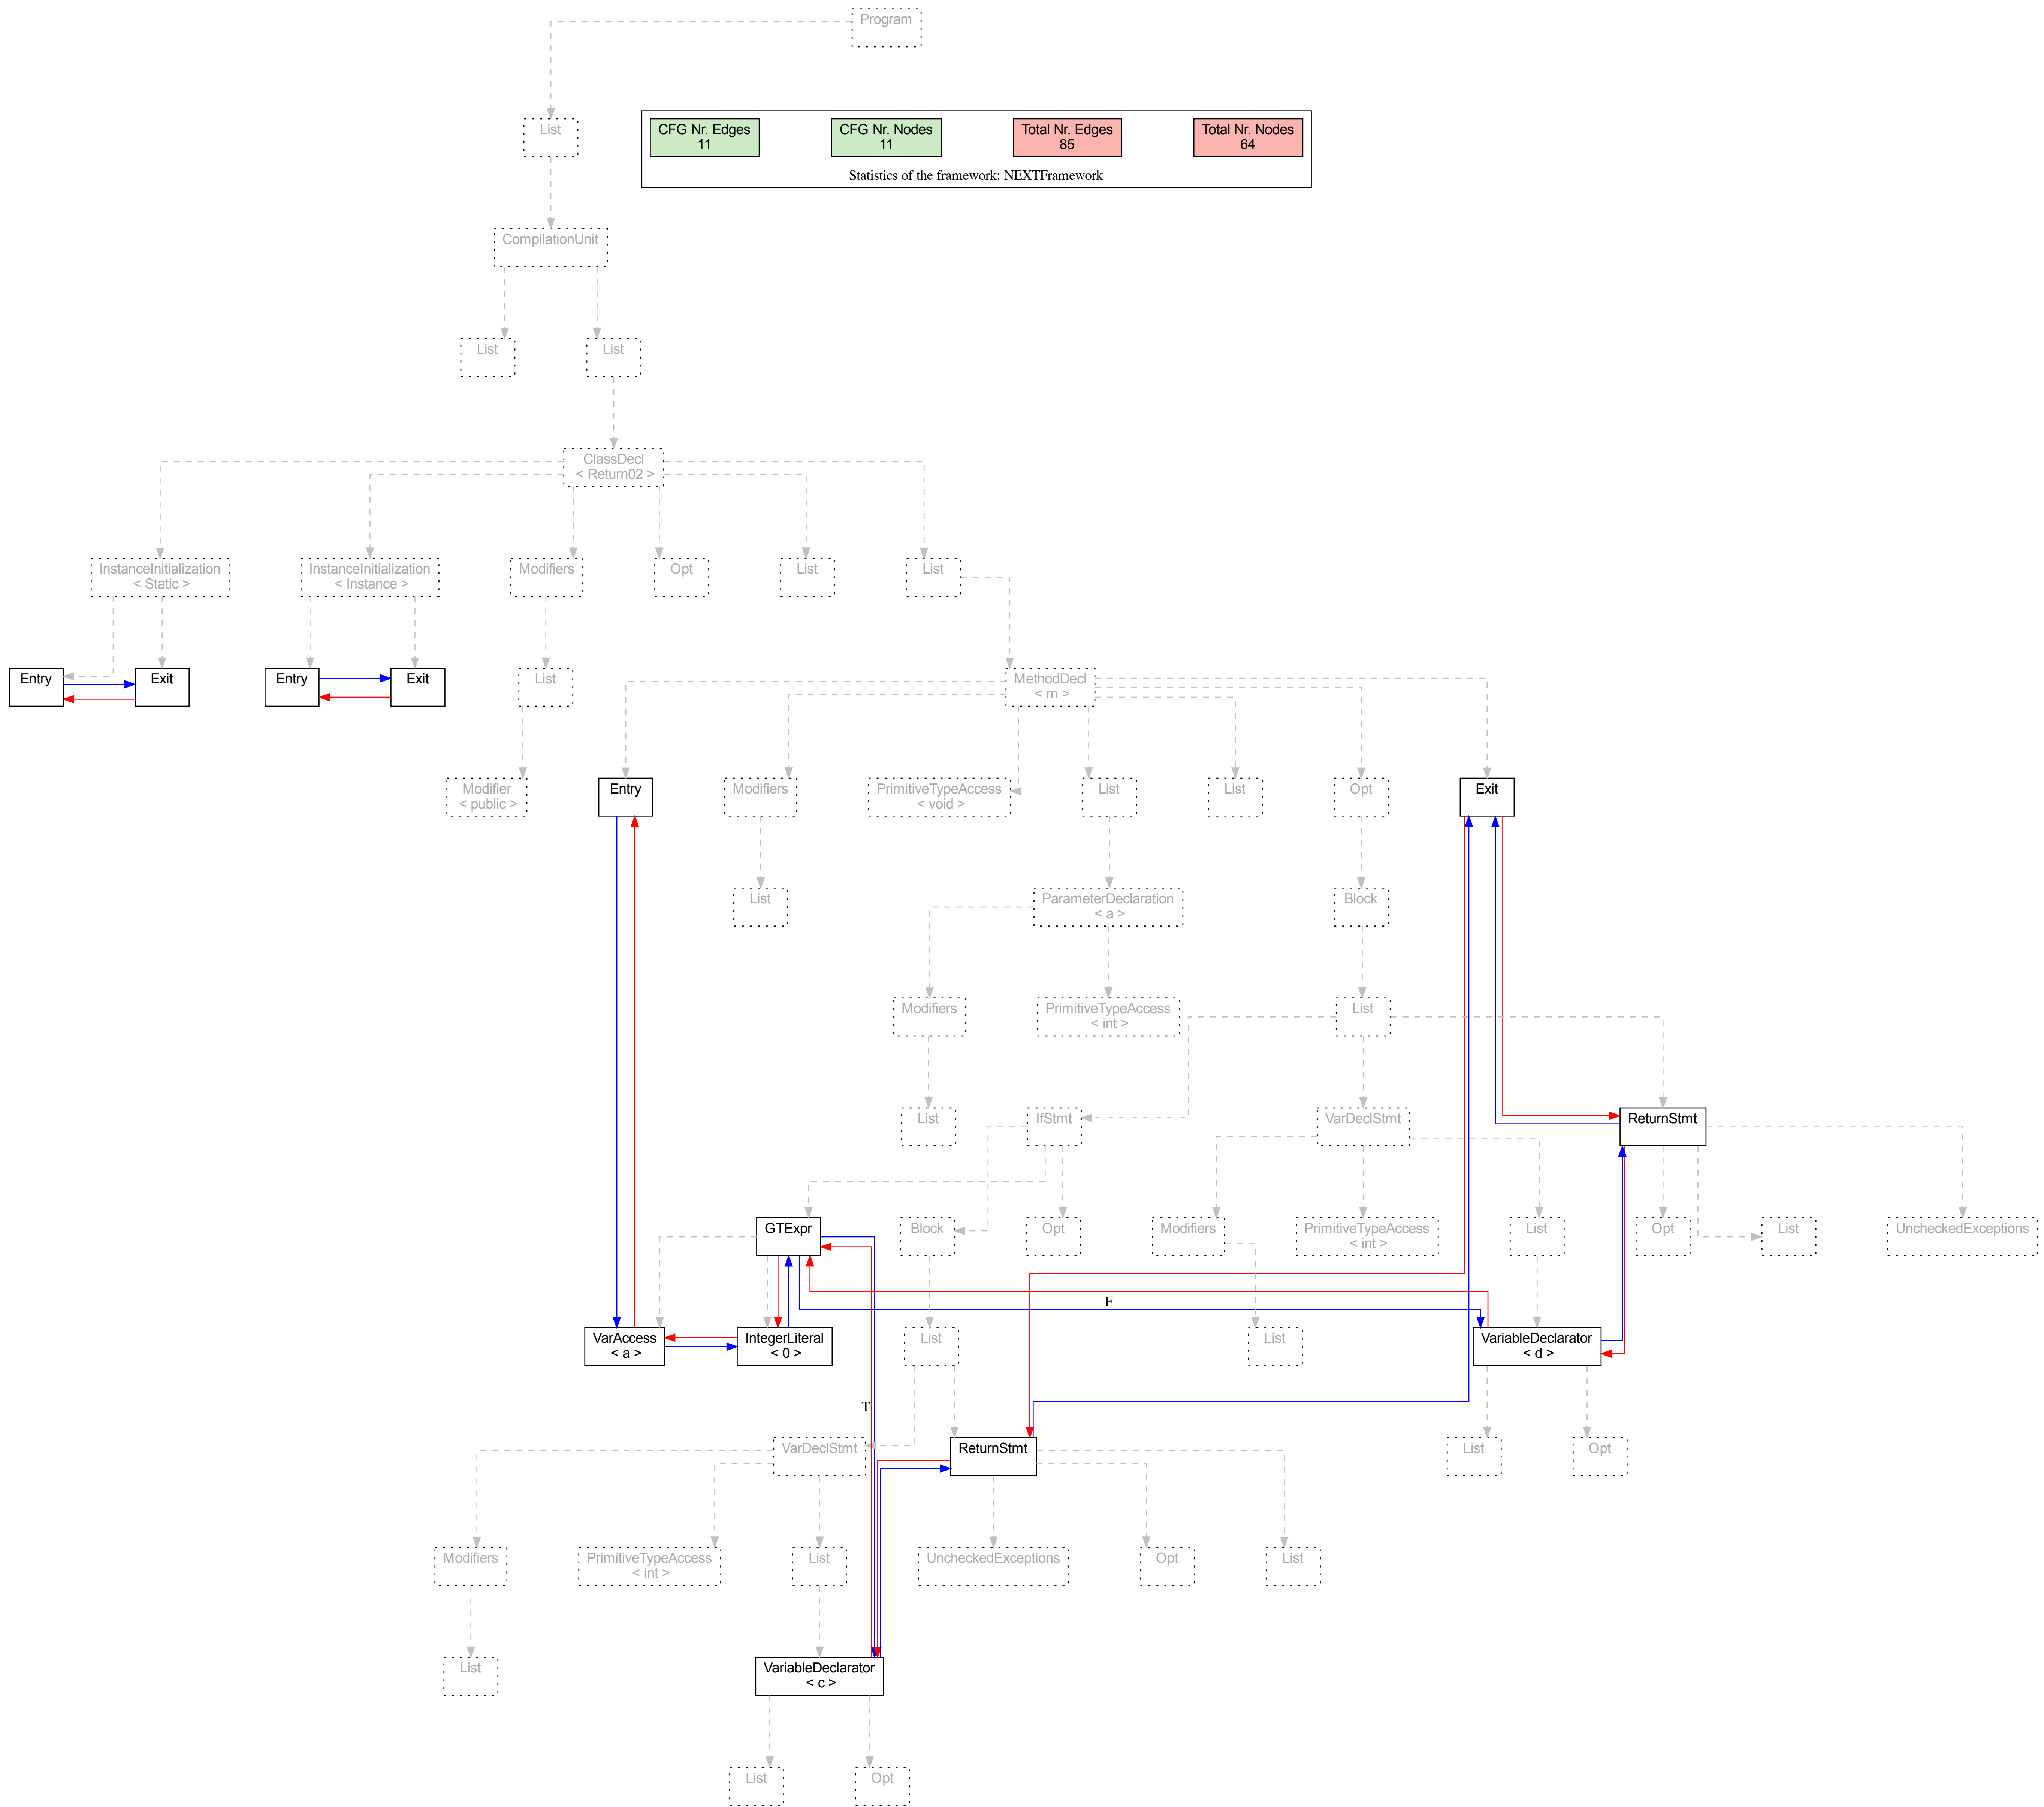 Program
List
CFG Nr. Edges
11
CFG Nr. Nodes
11
Total Nr. Edges
85
Total Nr. Nodes
64
Statistics of the framework: NEXTFramework
CompilationUnit
List
List
ClassDecl
< Return02 >
InstanceInitialization
< Static >
InstanceInitialization
< Instance >
Modifiers
Opt
List
List
Entry
Exit
Entry
Exit
List
MethodDecl
< m >
Modifier
< public >
Entry
Modifiers
PrimitiveTypeAccess
< void >
List
List
Opt
Exit
List
ParameterDeclaration
< a >
Block
Modifiers
PrimitiveTypeAccess
< int >
List
List
IfStmt
VarDeclStmt
ReturnStmt
GTExpr
Block
Opt
Modifiers
PrimitiveTypeAccess
< int >
List
Opt
List
UncheckedExceptions
F
VarAccess
< a >
IntegerLiteral
< 0 >
List
List
VariableDeclarator
< d >
T
VarDeclStmt
ReturnStmt
List
Opt
Modifiers
PrimitiveTypeAccess
< int >
List
UncheckedExceptions
Opt
List
List
VariableDeclarator
< c >
List
Opt